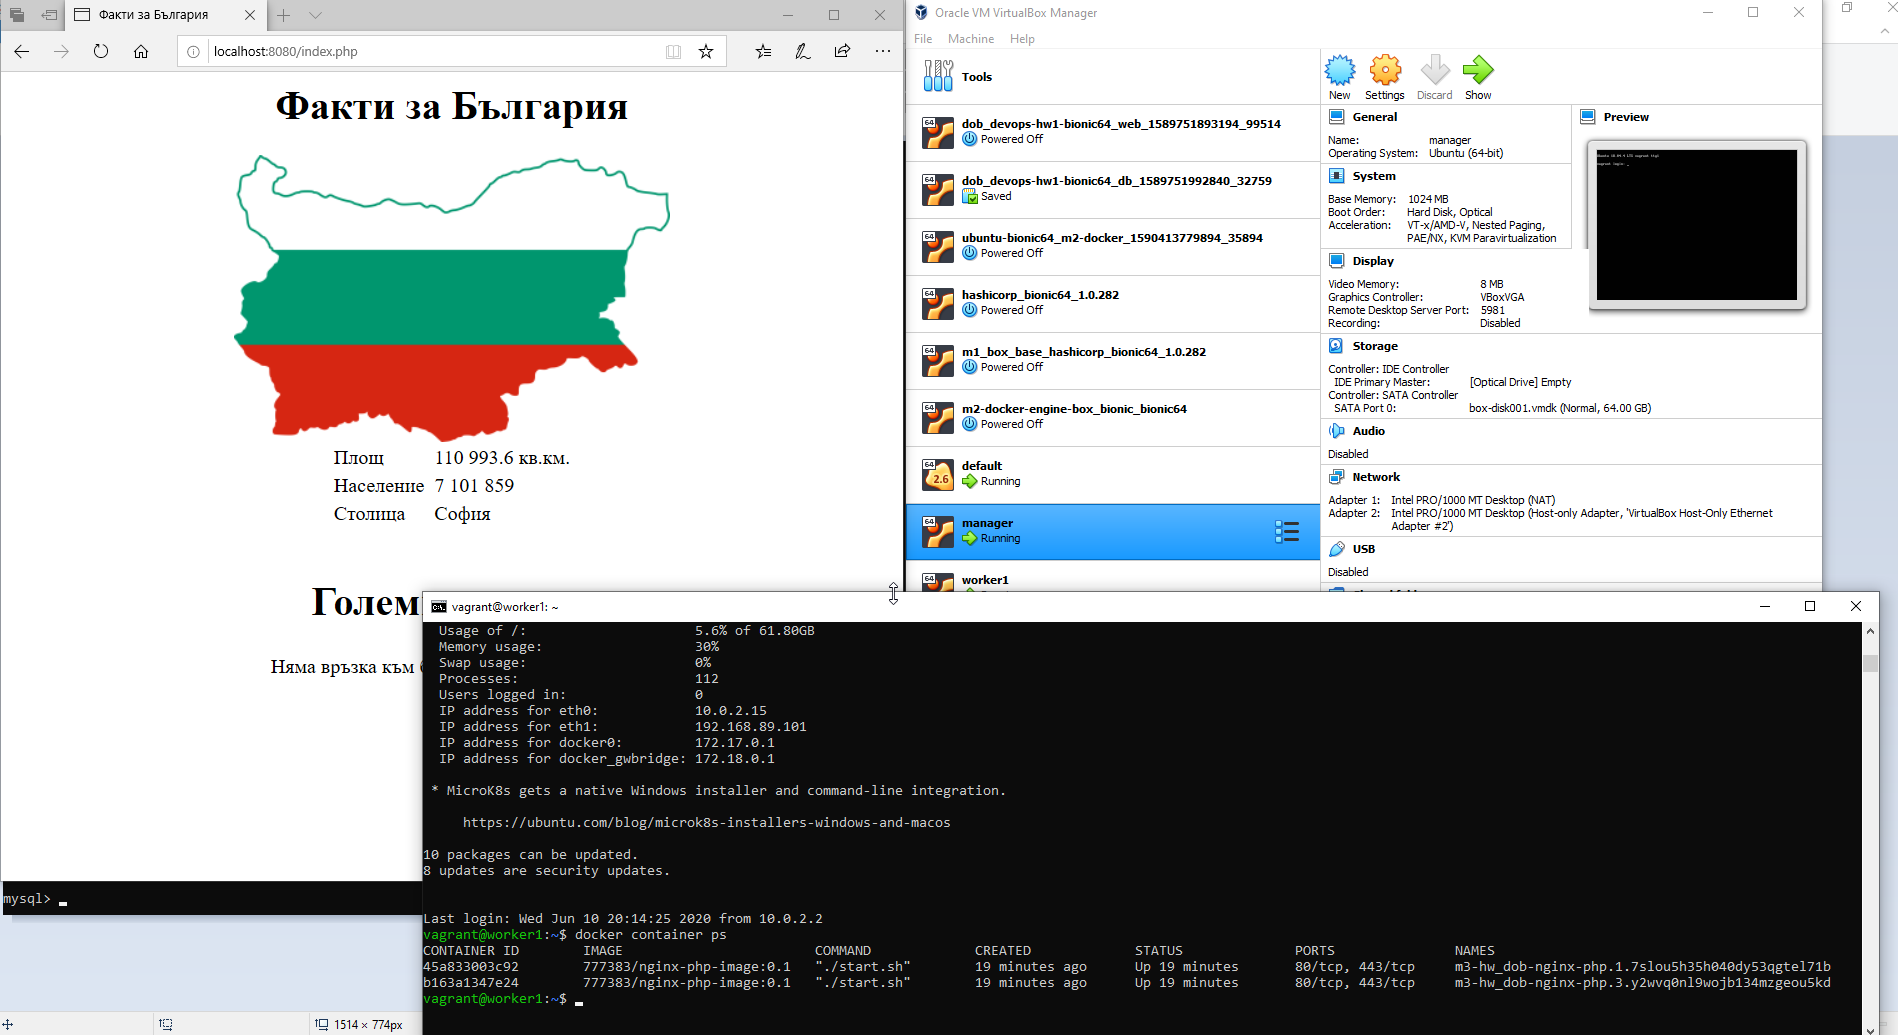 Факти за България
localhost:8080/index.php
Факти за България
Площ 110 993.6 кв.км.
Население 7 101 859
Столица София
Голем
Няма връзка към
mysql>
1514 × 774px
Oracle VM VirtualBox Manager
File Machine Help
Tools
New Settings Discard Show
64 dob_devops-hw1-bionic64_web_1589751893194_99514
Powered Off
64 dob_devops-hw1-bionic64_db_1589751992840_32759
Saved
64 ubuntu-bionic64_m2-docker_1590413779894_35894
Powered Off
64 hashicorp_bionic64_1.0.282
Powered Off
64 m1_box_base_hashicorp_bionic64_1.0.282
Powered Off
64 m2-docker-engine-box_bionic_bionic64
Powered Off
64 default
2.6 Running
64 manager
Running
64 worker1
General
Name: manager
Operating System: Ubuntu (64-bit)
System
Base Memory: 1024 MB
Boot Order: Hard Disk, Optical
Acceleration: VT-x/AMD-V, Nested Paging,
PAE/NX, KVM Paravirtualization
Preview
Display
Video Memory: 8 MB
Graphics Controller: VBoxVGA
Remote Desktop Server Port: 5981
Recording: Disabled
Storage
Controller: IDE Controller
IDE Primary Master: [Optical Drive] Empty
Controller: SATA Controller
SATA Port 0: box-disk001.vmdk (Normal, 64.00 GB)
Audio
Disabled
Network
Adapter 1: Intel PRO/1000 MT Desktop (NAT)
Adapter 2: Intel PRO/1000 MT Desktop (Host-only Adapter, 'VirtualBox Host-Only Ethernet
Adapter #2')
USB
Disabled
vagrant@worker1: ~
Usage of /: 5.6% of 61.80GB
Memory usage: 30%
Swap usage: 0%
Processes: 112
Users logged in: 0
IP address for eth0: 10.0.2.15
IP address for eth1: 192.168.89.101
IP address for docker0: 172.17.0.1
IP address for docker_gwbridge: 172.18.0.1
* MicroK8s gets a native Windows installer and command-line integration.
https://ubuntu.com/blog/microk8s-installers-windows-and-macos
10 packages can be updated.
8 updates are security updates.
Last login: Wed Jun 10 20:14:25 2020 from 10.0.2.2
vagrant@worker1:~$ docker container ps
CONTAINER ID IMAGE COMMAND CREATED STATUS PORTS NAMES
45a833003c92 777383/nginx-php-image:0.1 "./start.sh" 19 minutes ago Up 19 minutes 80/tcp, 443/tcp m3-hw_dob-nginx-php.1.7slou5h35h040dy53qgtel71b
b163a1347e24 777383/nginx-php-image:0.1 "./start.sh" 19 minutes ago Up 19 minutes 80/tcp, 443/tcp m3-hw_dob-nginx-php.3.y2wvq0nl9wojb134mzgeou5kd
vagrant@worker1:~$